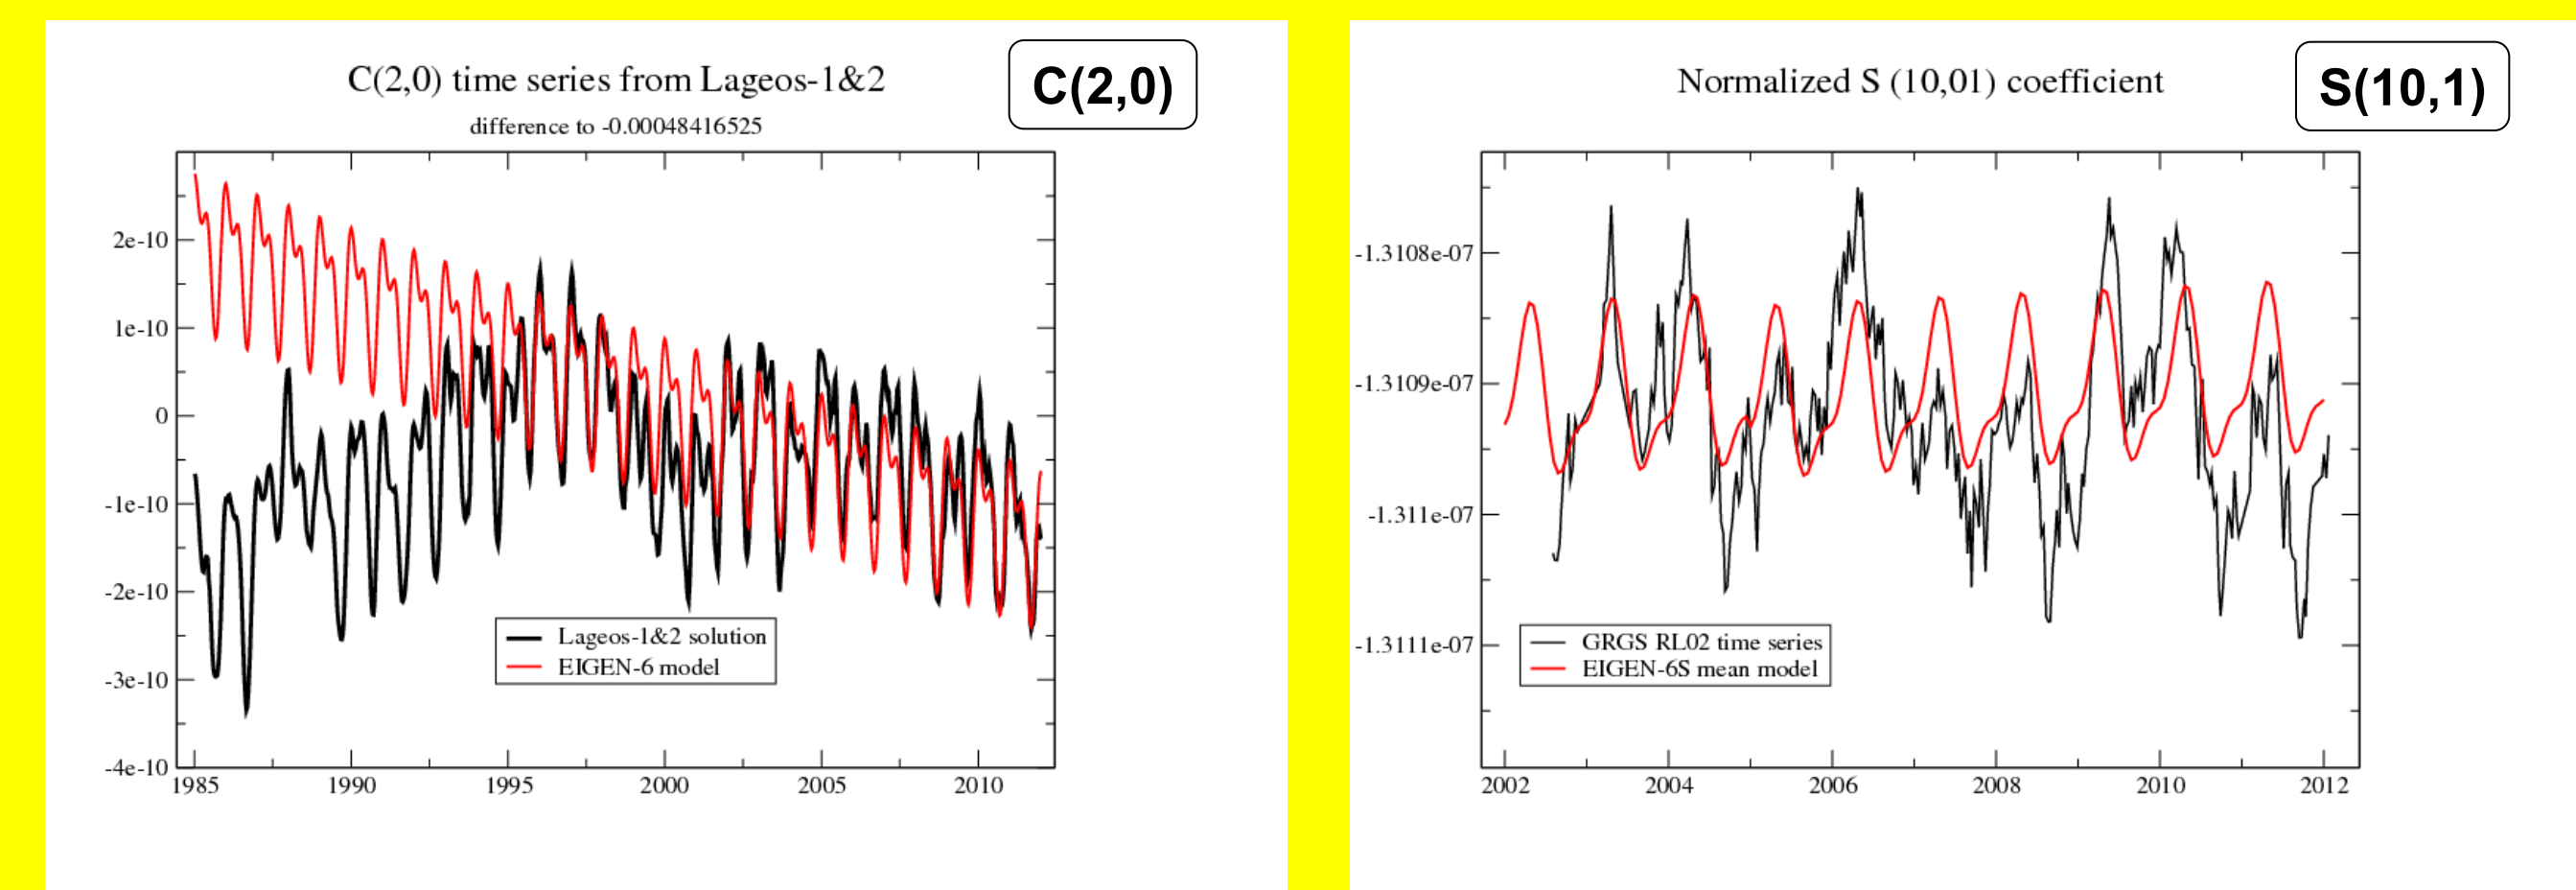 C(2,0) time series from Lageos-1&2
C(2,0)
difference to -0.00048416525
2e-10
1e-10
0
-1e-10
-2e-10
-3e-10
-4e-10
Lageos-1&2 solution
EIGEN-6 model
1985 1990 1995 2000 2005 2010
Normalized S (10,01) coefficient
S(10,1)
-1.3108e-07
-1.3109e-07
-1.311e-07
-1.3111e-07
GRGS RL02 time series
EIGEN-6S mean model
2002 2004 2006 2008 2010 2012